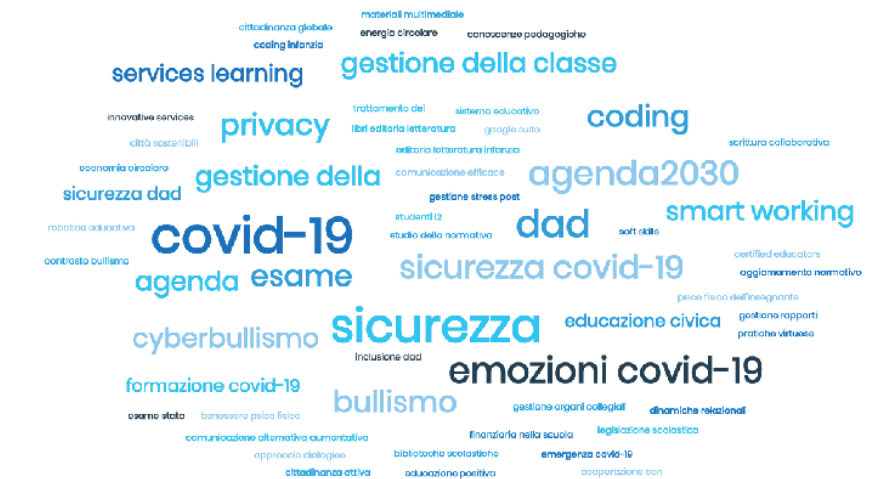 materiali multimediale
cittadinanza globale
energia circolare
conoscenze pedagogiche
coding infanzia
gestione della classe
services learning
trattamento dei
sistema educativo
innovative services
privacy
coding
libri editoria letteratura
google suite
città sostenibili
scrittura collaborativa
editoria letteratura infanzia
economia circolare
gestione della
comunicazione efficace
agenda2030
sicurezza dad
gestione stress post
smart working
studenti l2
robotica educativa
covid-19
dad
studio della normativa
soft skills
contrasto bullismo
sicurezza covid-19
certified educators
agenda
esame
aggiornamento normativo
psico fisico dell'insegnante
cyberbullismo
sicurezza
educazione civica
gestione rapporti
pratiche virtuose
inclusione dad
emozioni covid-19
formazione covid-19
bullismo
esame stato
benessere psico fisico
gestione organi collegiali
dinamiche relazionali
comunicazione alternativa aumentativa
finanziaria nella scuola
legislazione scolastica
approccio dialogico
biblioteche scolastiche
emergenza covid-19
cittadinanza attiva
educazione positiva
cooperazione con